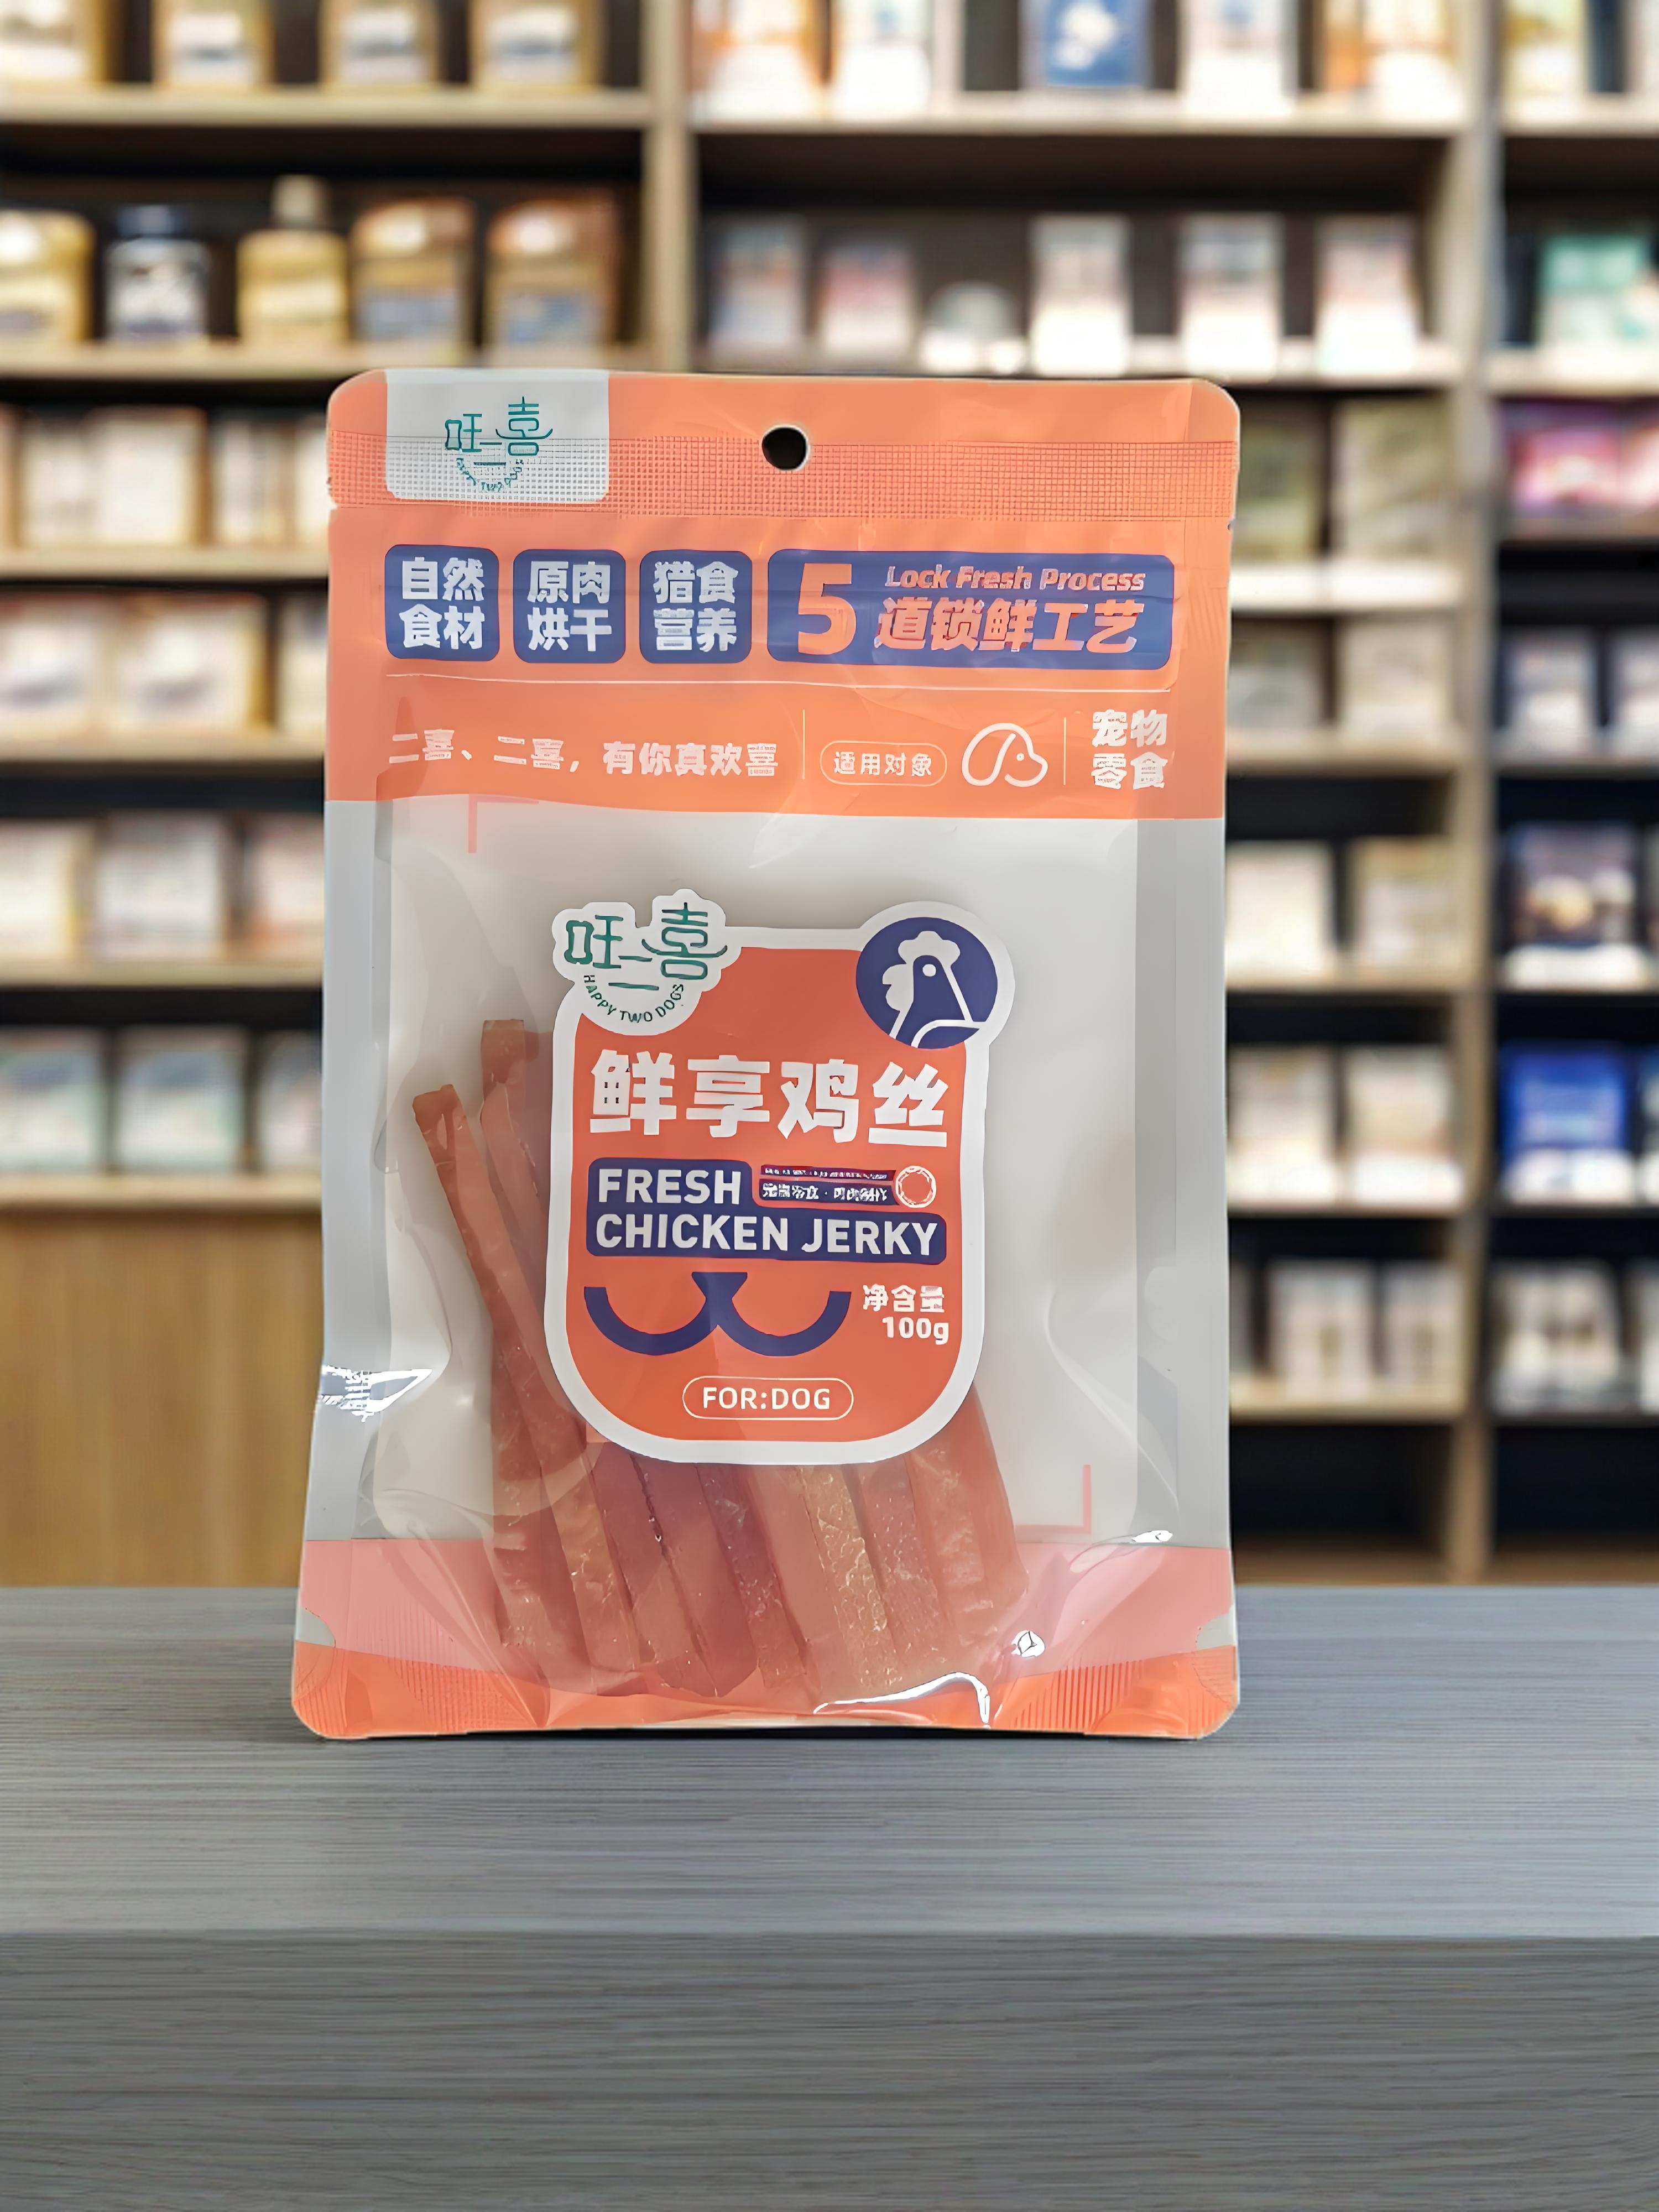 旺二喜
自然
食材
原肉
烘干
猎食
营养
5
Lock Fresh Process
道锁鲜工艺
二喜、二喜，有你真欢喜
适用对象
宠物
零食
旺二喜
HAPPY TWO DOGS
鲜享鸡丝
FRESH
CHICKEN JERKY
净含量
100g
FOR:DOG